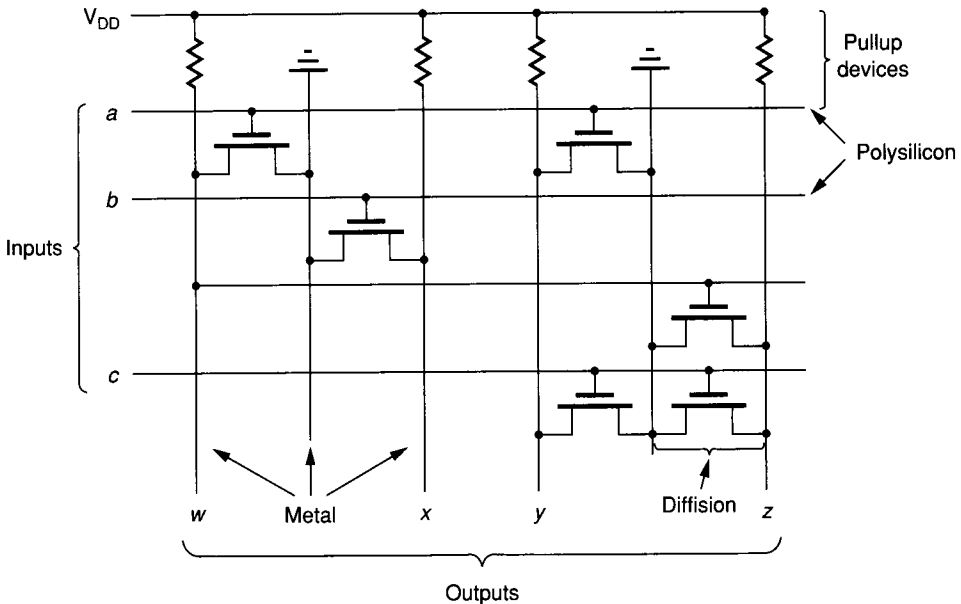 V_DD
Pullup
devices
a
Polysilicon
b
Inputs
c
w
Metal
x
y
Diffision
z
Outputs